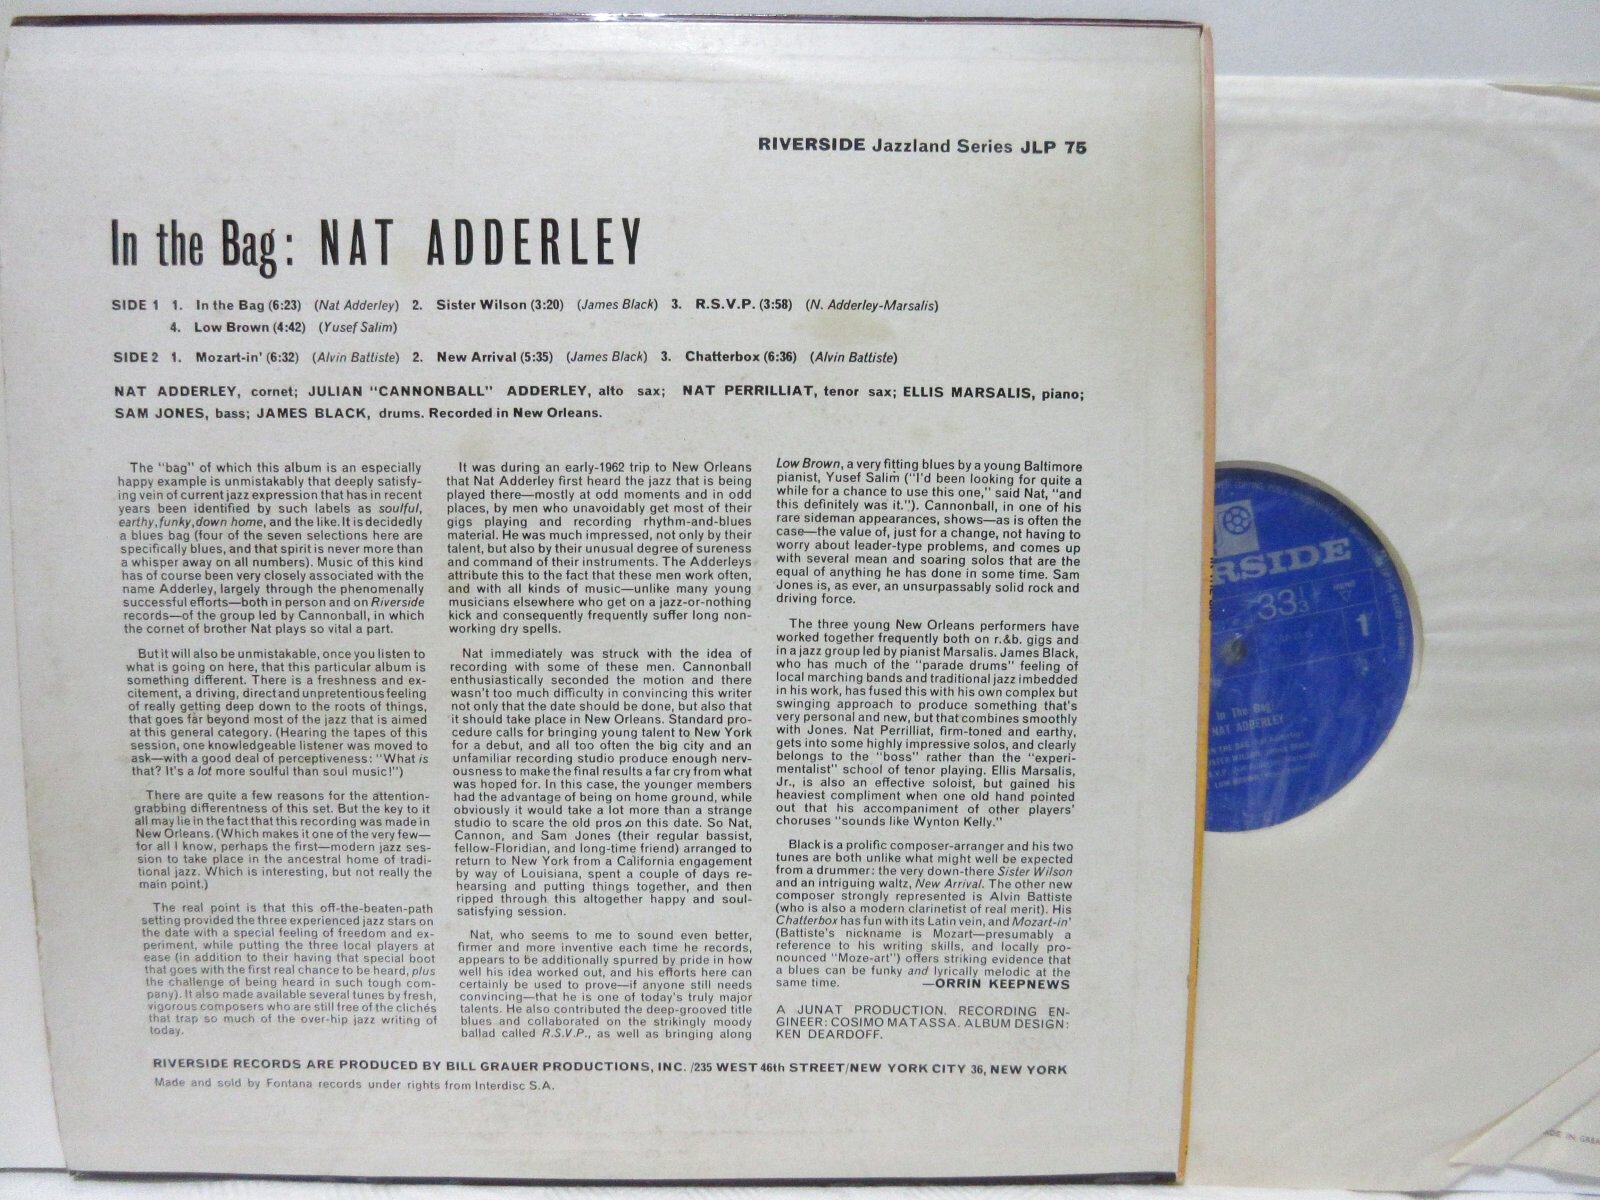 RIVERSIDE Jazzland Series JLP 75
In the Bag: NAT ADDERLEY
SIDE 1 1. In the Bag (6:23) (Nat Adderley) 2. Sister Wilson (3:20) (James Black) 3. R.S.V.P. (3:58) (N. Adderley-Marsalis)
4. Low Brown (4:42) (Yusef Salim)
SIDE 2 1. Mozart-in' (6:32) (Alvin Battiste) 2. New Arrival (5:35) (James Black) 3. Chatterbox (6:36) (Alvin Battiste)
NAT ADDERLEY, cornet; JULIAN "CANNONBALL" ADDERLEY, alto sax; NAT PERRILLIAT, tenor sax; ELLIS MARSALIS, piano;
SAM JONES, bass; JAMES BLACK, drums. Recorded in New Orleans.
The "bag" of which this album is an especially
happy example is unmistakably that deeply satisfy-
ing vein of current jazz expression that has in recent
years been identified by such labels as soulful,
earthy, funky, down home, and the like. It is decidedly
a blues bag (four of the seven selections here are
specifically blues, and that spirit is never more than
a whisper away on all numbers). Music of this kind
has of course been very closely associated with the
name Adderley, largely through the phenomenally
successful efforts—both in person and on Riverside
records—of the group led by Cannonball, in which
the cornet of brother Nat plays so vital a part.
But it will also be unmistakable, once you listen to
what is going on here, that this particular album is
something different. There is a freshness and ex-
citement, a driving, direct and unpretentious feeling
of really getting deep down to the roots of things,
that goes far beyond most of the jazz that is aimed
at this general category. (Hearing the tapes of this
session, one knowledgeable listener was moved to
ask—with a good deal of perceptiveness: "What is
that? It's a lot more soulful than soul music!")
There are quite a few reasons for the attention-
grabbing differentness of this set. But the key to it
all may lie in the fact that this recording was made in
New Orleans. (Which makes it one of the very few—
for all I know, perhaps the first—modern jazz ses-
sion to take place in the ancestral home of tradi-
tional jazz. Which is interesting, but not really the
main point.)
The real point is that this off-the-beaten-path
setting provided the three experienced jazz stars on
the date with a special feeling of freedom and ex-
periment, while putting the three local players at
ease (in addition to their having that special boot
that goes with the first real chance to be heard, plus
the challenge of being heard in such tough com-
pany). It also made available several tunes by fresh,
vigorous composers who are still free of the clichés
that trap so much of the over-hip jazz writing of
today.
It was during an early-1962 trip to New Orleans
that Nat Adderley first heard the jazz that is being
played there—mostly at odd moments and in odd
places, by men who unavoidably get most of their
gigs playing and recording rhythm-and-blues
material. He was much impressed, not only by their
talent, but also by their unusual degree of sureness
and command of their instruments. The Adderleys
attribute this to the fact that these men work often,
and with all kinds of music—unlike many young
musicians elsewhere who get on a jazz-or-nothing
kick and consequently frequently suffer long non-
working dry spells.
Nat immediately was struck with the idea of
recording with some of these men. Cannonball
enthusiastically seconded the motion and there
wasn't too much difficulty in convincing this writer
not only that the date should be done, but also that
it should take place in New Orleans. Standard pro-
cedure calls for bringing young talent to New York
for a debut, and all too often the big city and an
unfamiliar recording studio produce enough nerv-
ousness to make the final results a far cry from what
was hoped for. In this case, the younger members
had the advantage of being on home ground, while
obviously it would take a lot more than a strange
studio to scare the old pros on this date. So Nat,
Cannon, and Sam Jones (their regular bassist,
fellow-Floridian, and long-time friend) arranged to
return to New York from a California engagement
by way of Louisiana, spent a couple of days re-
hearsing and putting things together, and then
ripped through this altogether happy and soul-
satisfying session.
Nat, who seems to me to sound even better,
firmer and more inventive each time he records,
appears to be additionally spurred by pride in how
well his idea worked out, and his efforts here can
certainly be used to prove—if anyone still needs
convincing—that he is one of today's truly major
talents. He also contributed the deep-grooved title
blues and collaborated on the strikingly moody
ballad called R.S.V.P., as well as bringing along
Low Brown, a very fitting blues by a young Baltimore
pianist, Yusef Salim ("I'd been looking for quite a
while for a chance to use this one," said Nat, "and
this definitely was it."). Cannonball, in one of his
rare sideman appearances, shows—as is often the
case—the value of, just for a change, not having to
worry about leader-type problems, and comes up
with several mean and soaring solos that are the
equal of anything he has done in some time. Sam
Jones is, as ever, an unsurpassably solid rock and
driving force.
The three young New Orleans performers have
worked together frequently both on r.&b. gigs and
in a jazz group led by pianist Marsalis. James Black,
who has much of the "parade drums" feeling of
local marching bands and traditional jazz imbedded
in his work, has fused this with his own complex but
swinging approach to produce something that's
very personal and new, but that combines smoothly
with Jones. Nat Perrilliat, firm-toned and earthy,
gets into some highly impressive solos, and clearly
belongs to the "boss" rather than the "experi-
mentalist" school of tenor playing. Ellis Marsalis,
Jr., is also an effective soloist, but gained his
heaviest compliment when one old hand pointed
out that his accompaniment of other players'
choruses "sounds like Wynton Kelly."
Black is a prolific composer-arranger and his two
tunes are both unlike what might well be expected
from a drummer: the very down-there Sister Wilson
and an intriguing waltz, New Arrival. The other new
composer strongly represented is Alvin Battiste
(who is also a modern clarinetist of real merit). His
Chatterbox has fun with its Latin vein, and Mozart-in'
(Battiste's nickname is Mozart—presumably a
reference to his writing skills, and locally pro-
nounced "Moze-art") offers striking evidence that
a blues can be funky and lyrically melodic at the
same time. —ORRIN KEEPNEWS
A JUNAT PRODUCTION. RECORDING EN-
GINEER: COSIMO MATASSA. ALBUM DESIGN:
KEN DEARDOFF.
RIVERSIDE RECORDS ARE PRODUCED BY BILL GRAUER PRODUCTIONS, INC. /235 WEST 46th STREET/NEW YORK CITY 36, NEW YORK
Made and sold by Fontana records under rights from Interdisc S.A.
RSIDE
33⅓
1
In The Bag
NAT ADDERLEY